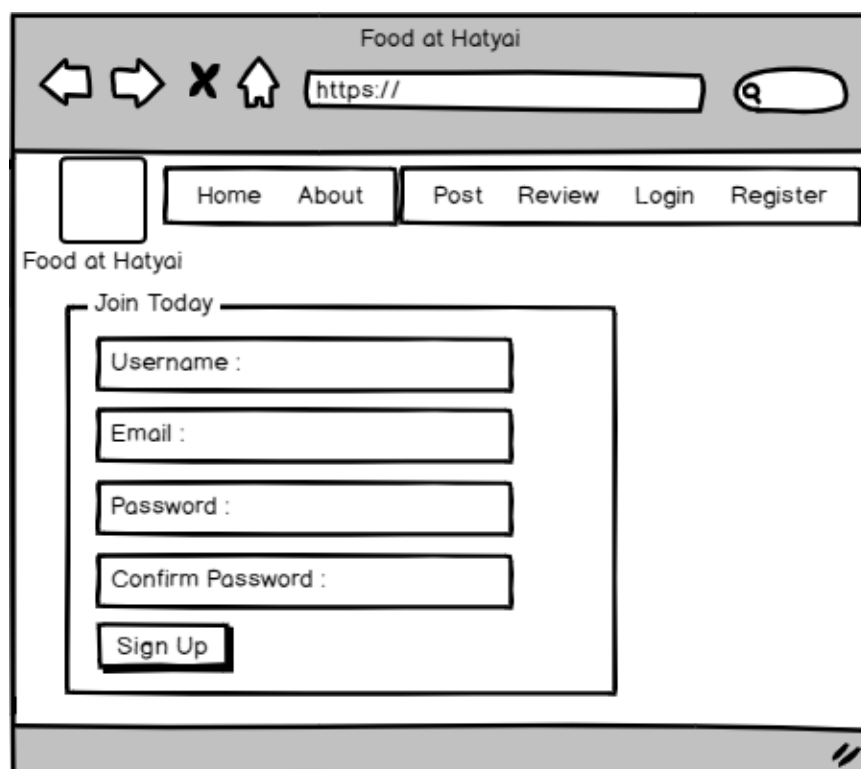 Food at Hatyai
https://
Home About Post Review Login Register
Food at Hatyai
Join Today
Username :
Email :
Password :
Confirm Password :
Sign Up